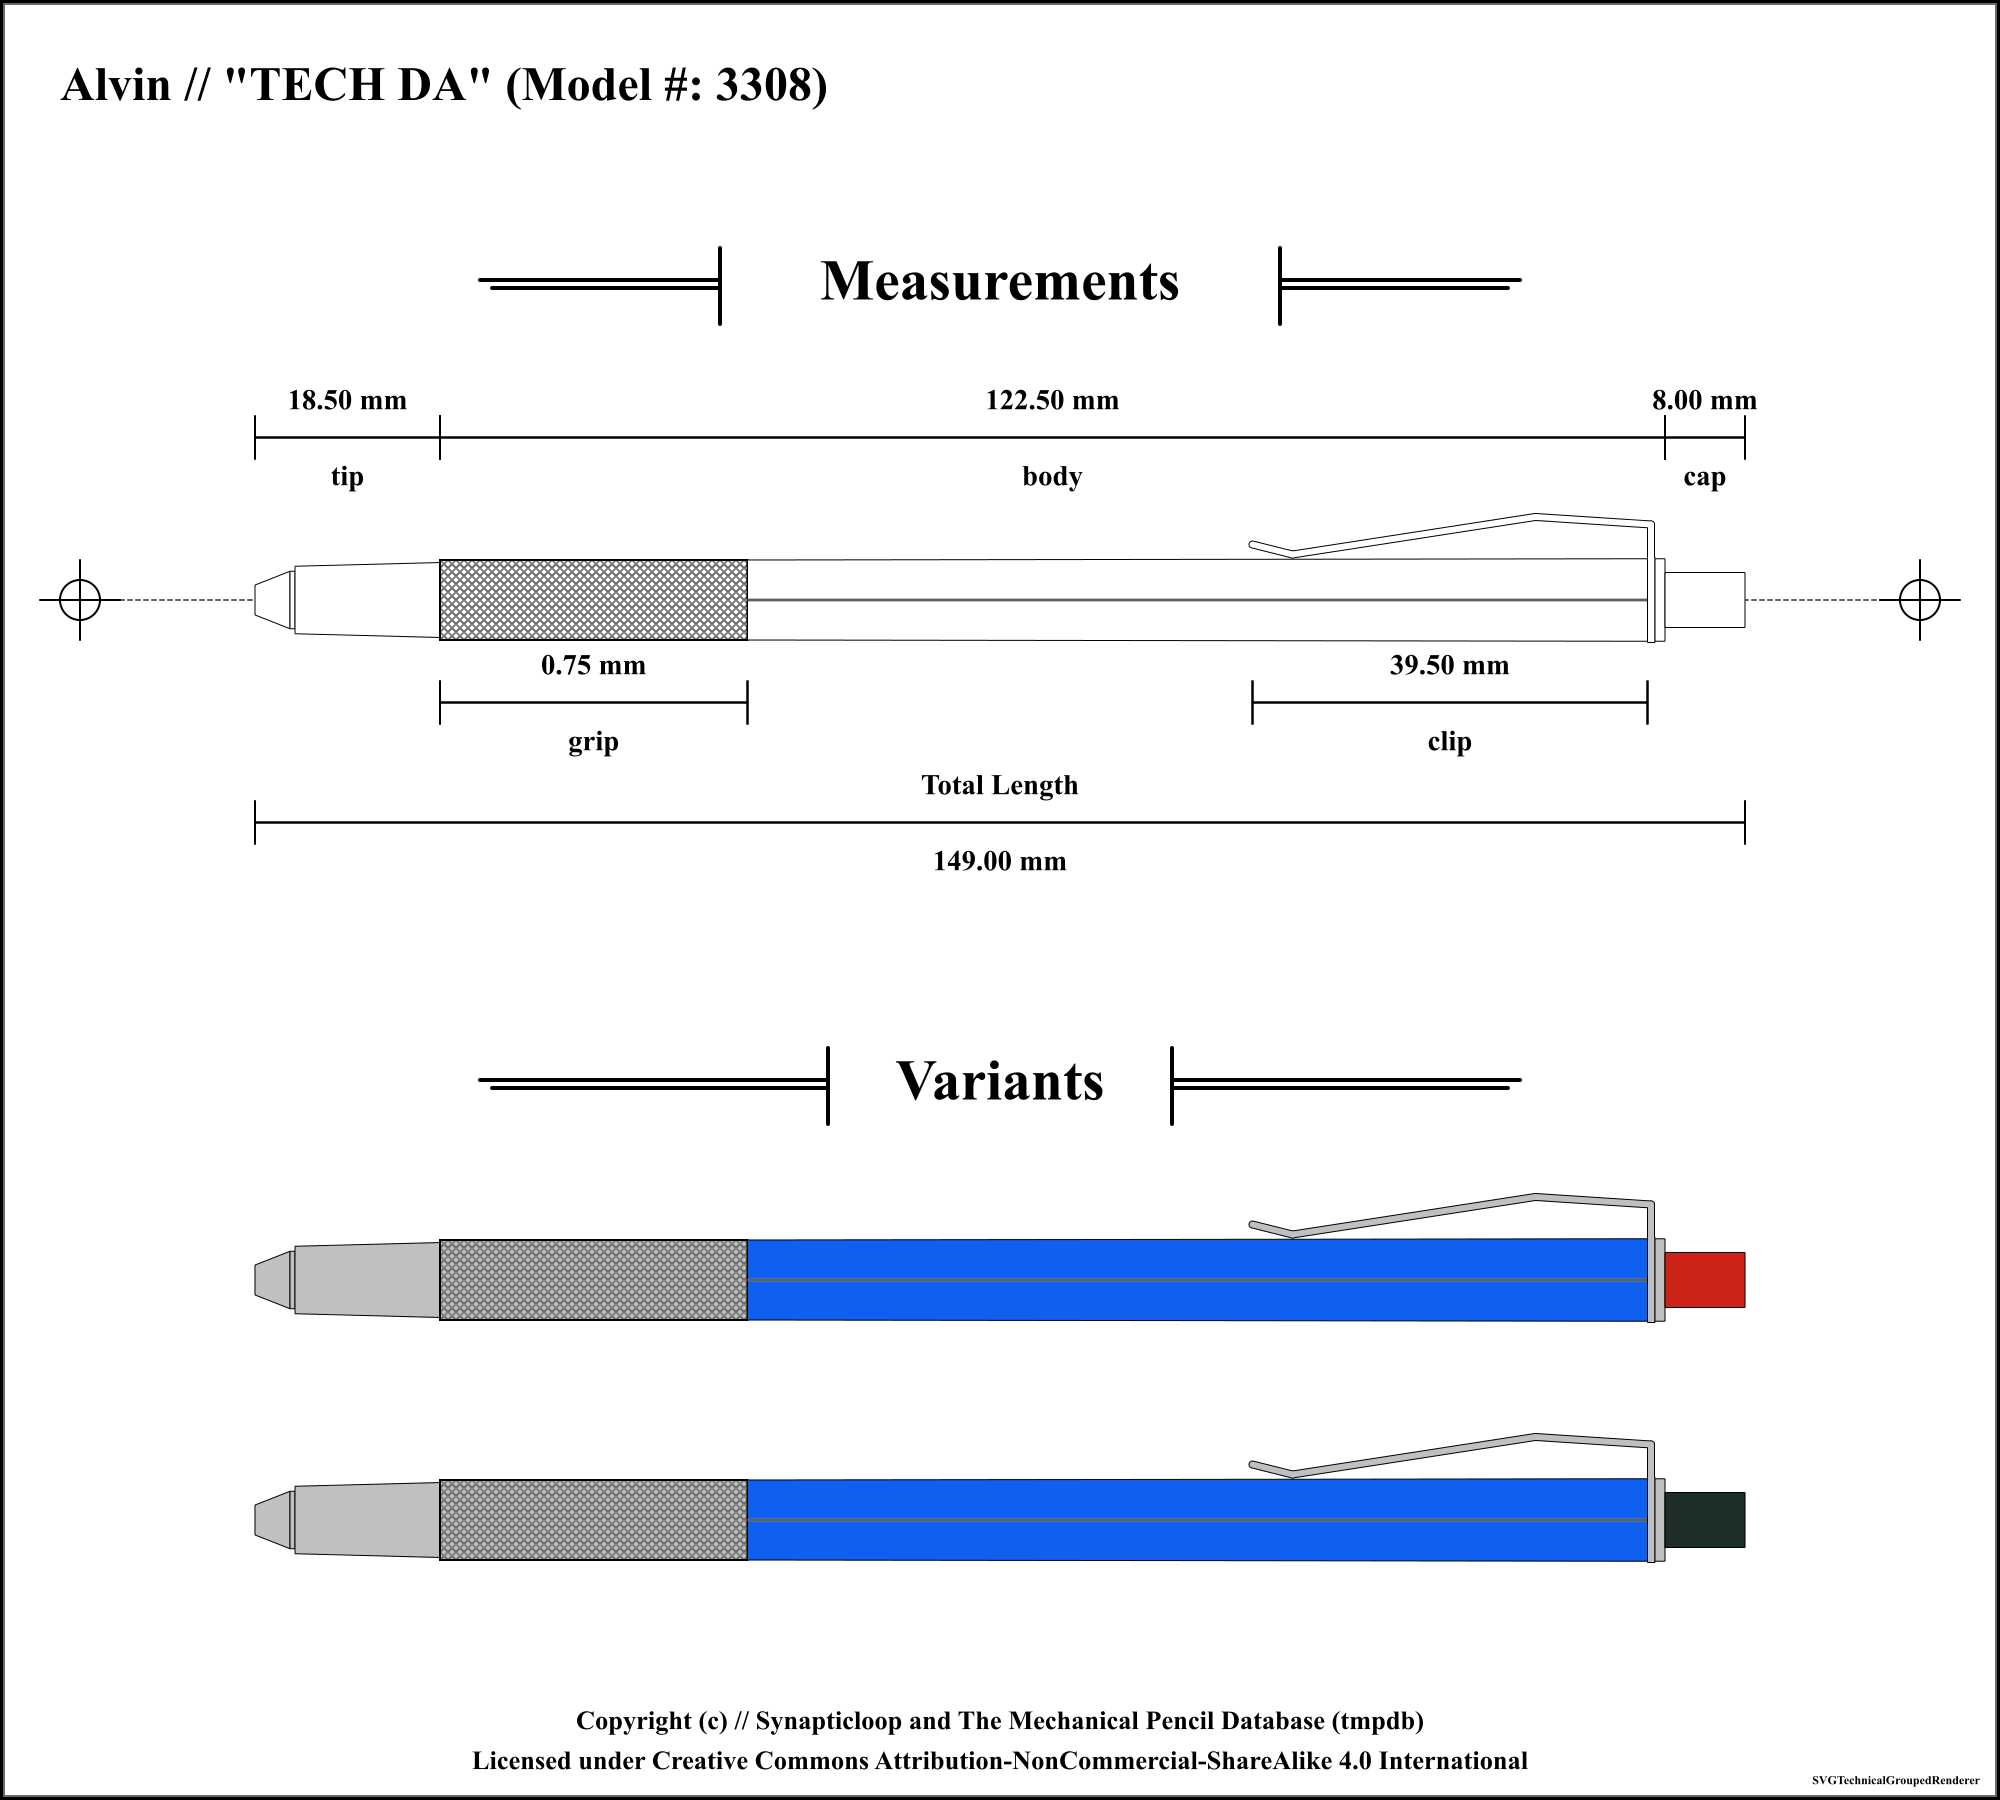 Alvin // "TECH DA" (Model #: 3308)
Measurements
18.50 mm
122.50 mm
8.00 mm
tip
body
cap
0.75 mm
39.50 mm
grip
clip
Total Length
149.00 mm
Variants
Copyright (c) // Synapticloop and The Mechanical Pencil Database (tmpdb)
Licensed under Creative Commons Attribution-NonCommercial-ShareAlike 4.0 International
SVGTechnicalGroupedRenderer